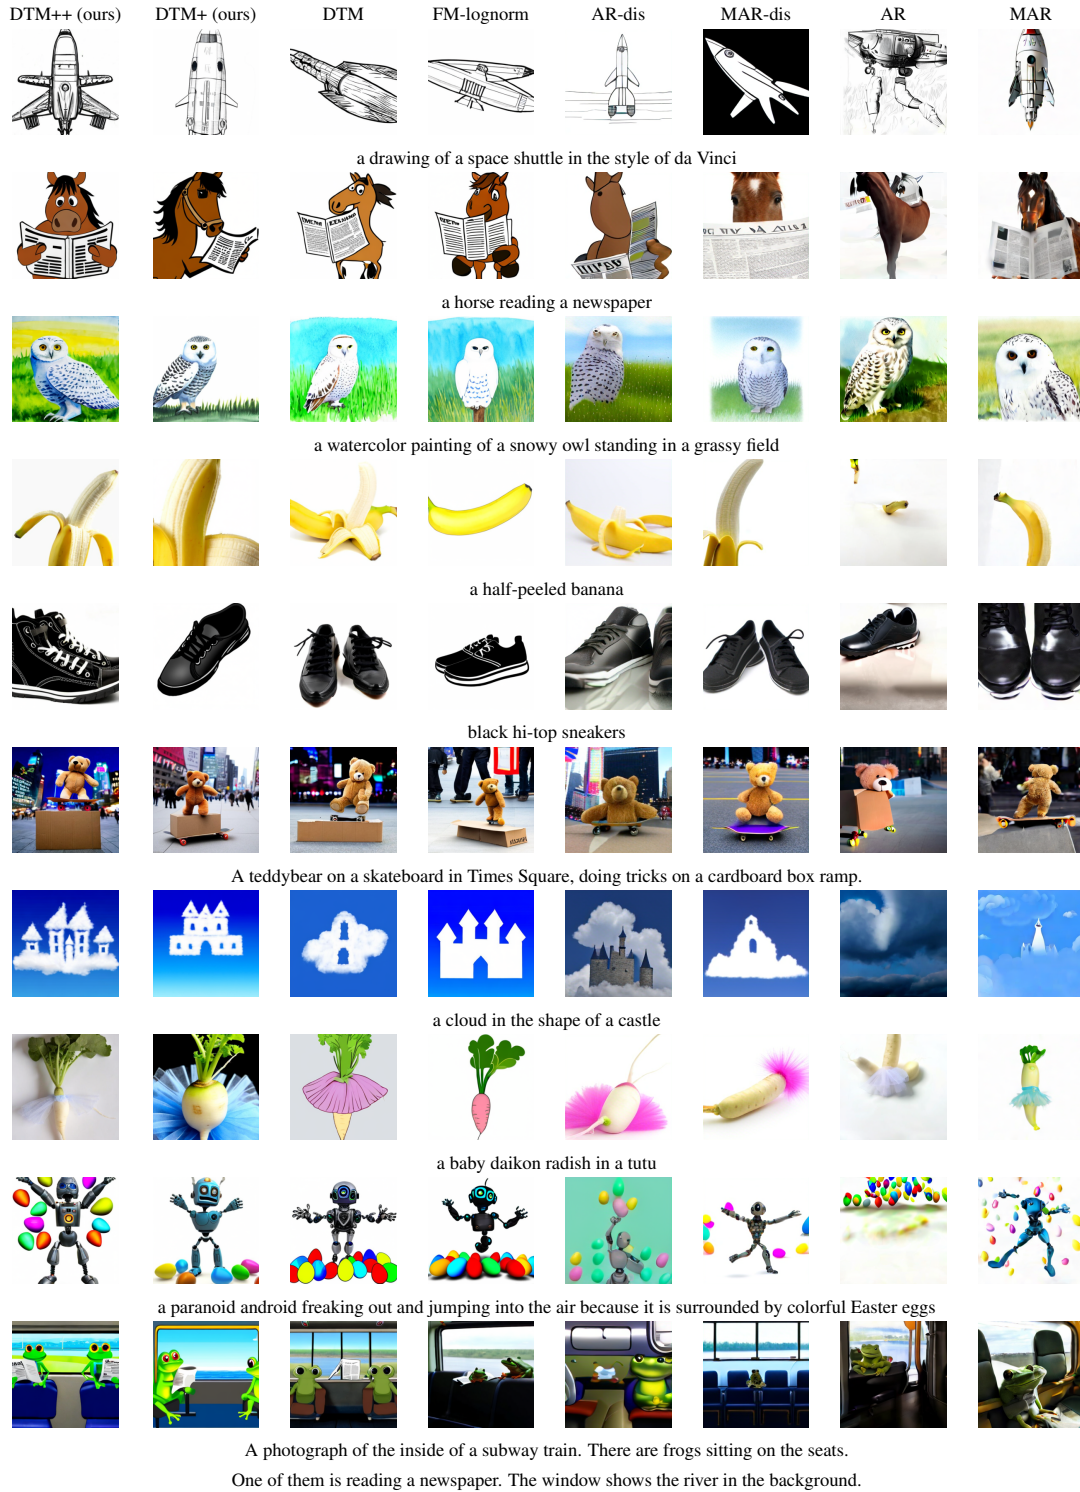 DTM++ (ours) DTM+ (ours) DTM FM-lognorm AR-dis MAR-dis AR MAR
a drawing of a space shuttle in the style of da Vinci
a horse reading a newspaper
a watercolor painting of a snowy owl standing in a grassy field
a half-peeled banana
black hi-top sneakers
A teddybear on a skateboard in Times Square, doing tricks on a cardboard box ramp.
a cloud in the shape of a castle
a baby daikon radish in a tutu
a paranoid android freaking out and jumping into the air because it is surrounded by colorful Easter eggs
A photograph of the inside of a subway train. There are frogs sitting on the seats.
One of them is reading a newspaper. The window shows the river in the background.